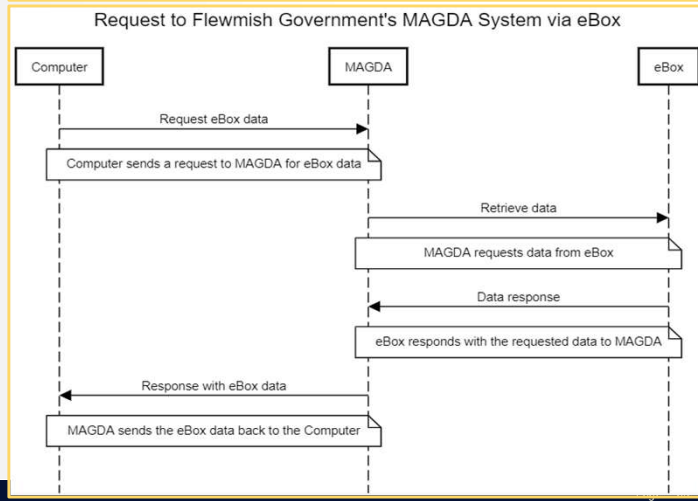 Request to Flewmish Government's MAGDA System via eBox
Computer
MAGDA
eBox
Request eBox data
Computer sends a request to MAGDA for eBox data
Retrieve data
MAGDA requests data from eBox
Data response
eBox responds with the requested data to MAGDA
Response with eBox data
MAGDA sends the eBox data back to the Computer